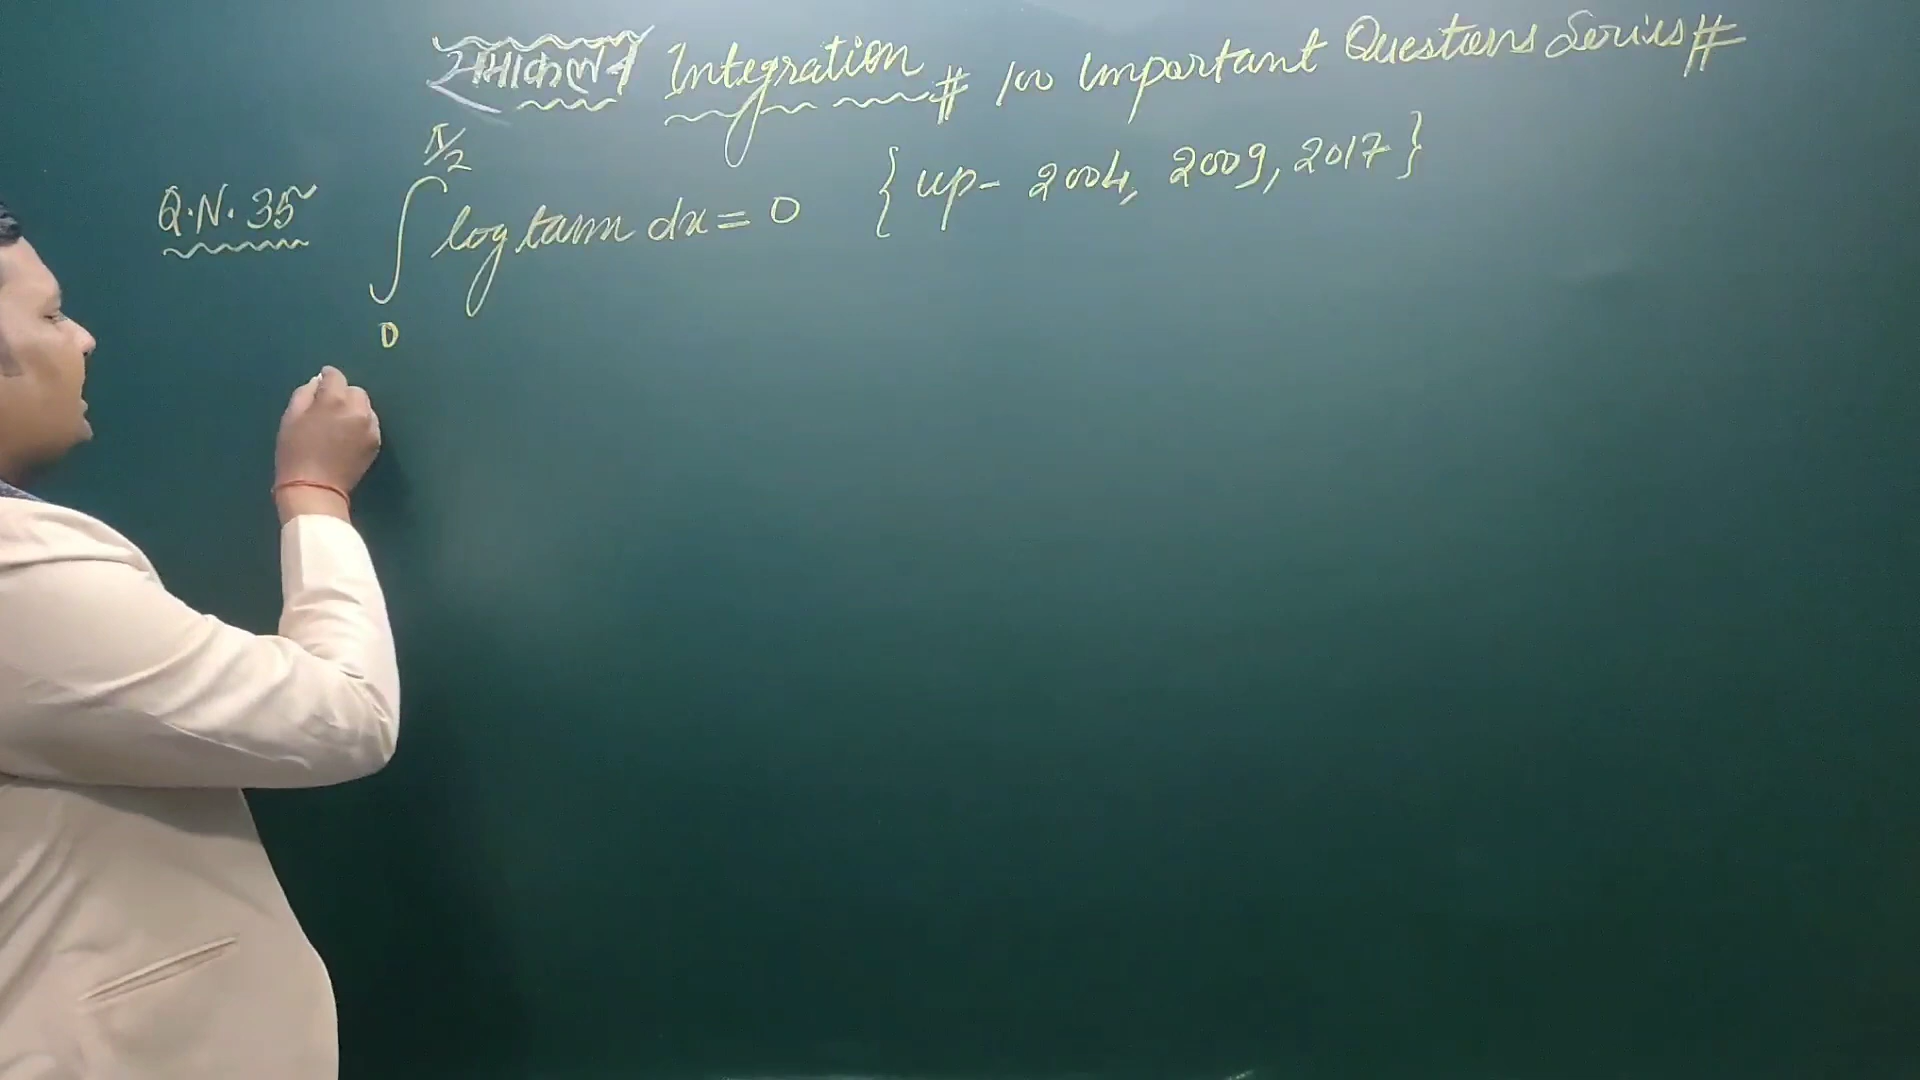 समाकलन Integration # 100 Important Questions Series #
Q.N. 35 ∫₀^π/2 log tanx dx = 0 {up- 2004, 2009, 2017}